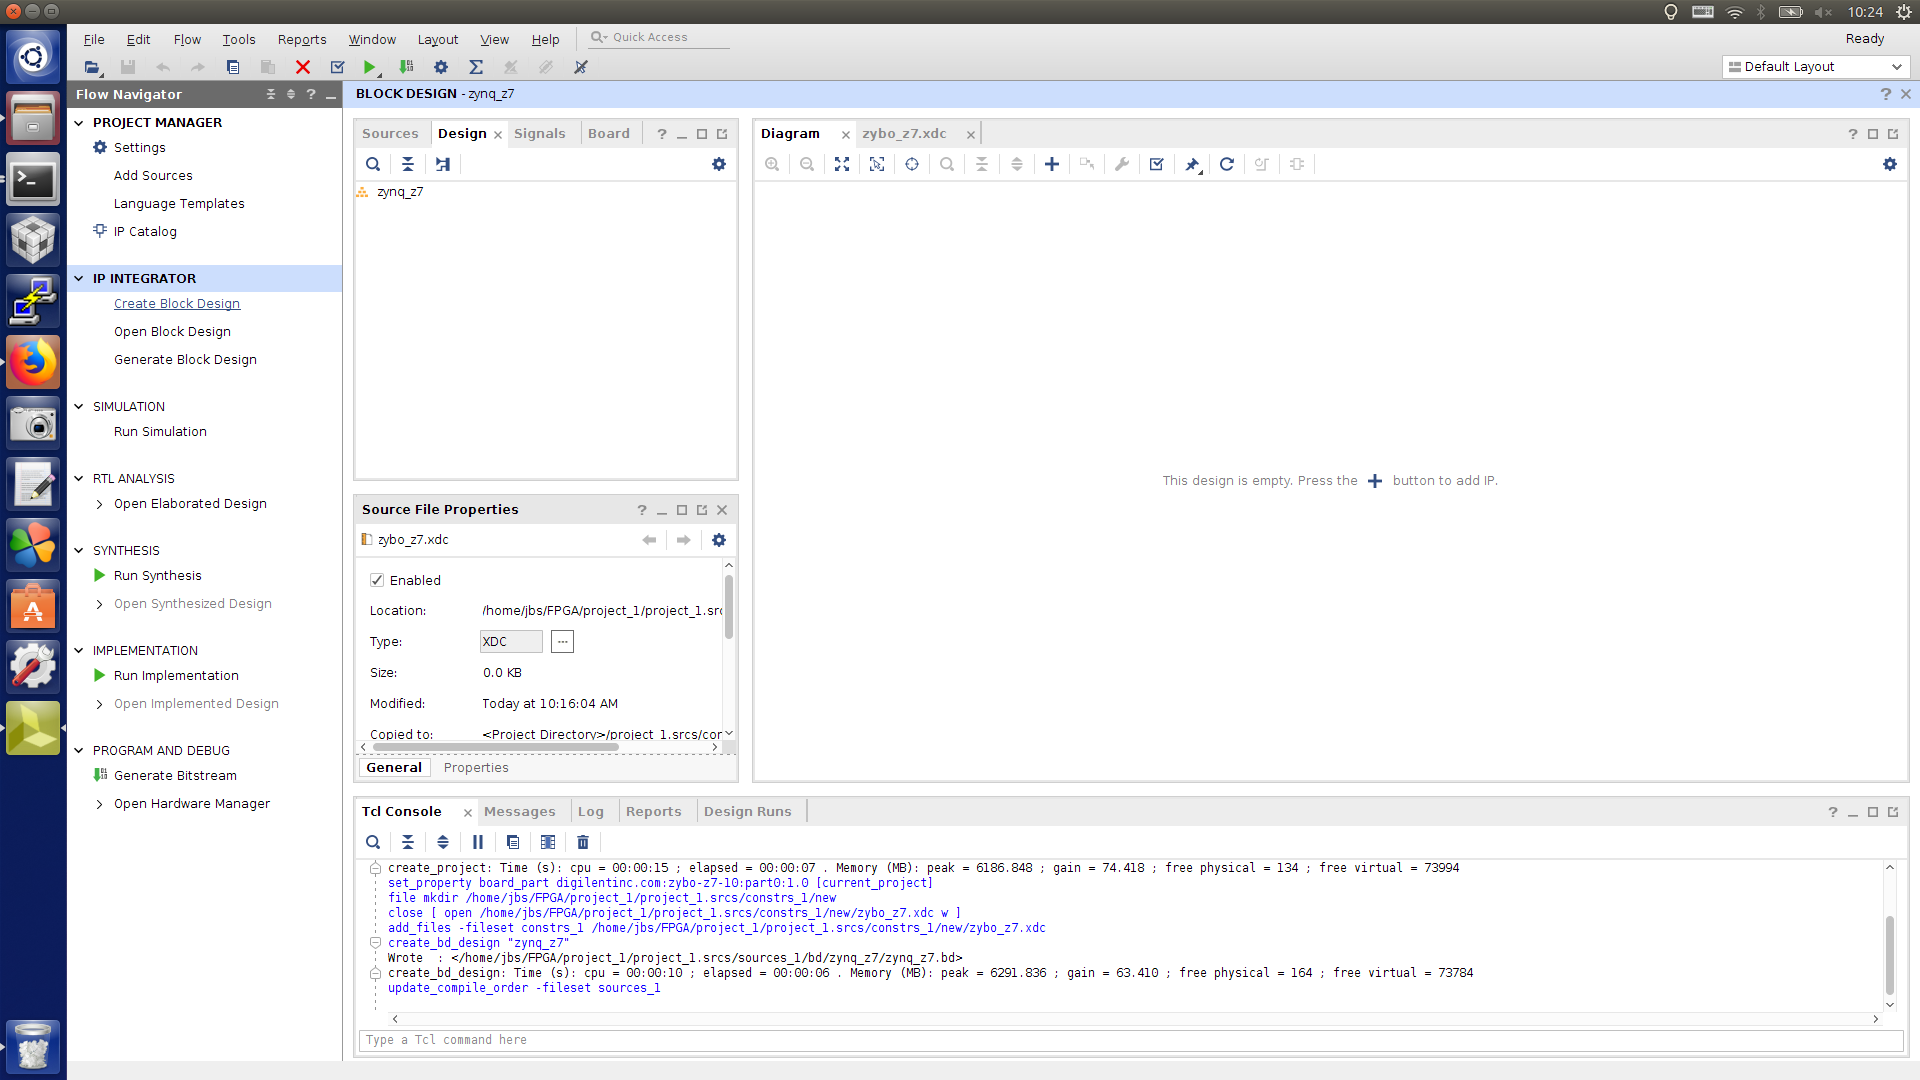 10:24
File Edit Flow Tools Reports Window Layout View Help Quick Access Ready
Default Layout
Flow Navigator ?
BLOCK DESIGN - zynq_z7 ?
PROJECT MANAGER
Settings
Add Sources
Language Templates
IP Catalog
IP INTEGRATOR
Create Block Design
Open Block Design
Generate Block Design
SIMULATION
Run Simulation
RTL ANALYSIS
Open Elaborated Design
SYNTHESIS
Run Synthesis
Open Synthesized Design
IMPLEMENTATION
Run Implementation
Open Implemented Design
PROGRAM AND DEBUG
Generate Bitstream
Open Hardware Manager
Sources Design Signals Board ?
zynq_z7
Source File Properties ?
zybo_z7.xdc
Enabled
Location: /home/jbs/FPGA/project_1/project_1.src
Type: XDC ...
Size: 0.0 KB
Modified: Today at 10:16:04 AM
Copied to: <Project Directory>/project_1.srcs/cor
General Properties
Diagram zybo_z7.xdc ?
This design is empty. Press the + button to add IP.
Tcl Console Messages Log Reports Design Runs ?
create_project: Time (s): cpu = 00:00:15 ; elapsed = 00:00:07 . Memory (MB): peak = 6186.848 ; gain = 74.418 ; free physical = 134 ; free virtual = 73994
set_property board_part digilentinc.com:zybo-z7-10:part0:1.0 [current_project]
file mkdir /home/jbs/FPGA/project_1/project_1.srcs/constrs_1/new
close [ open /home/jbs/FPGA/project_1/project_1.srcs/constrs_1/new/zybo_z7.xdc w ]
add_files -fileset constrs_1 /home/jbs/FPGA/project_1/project_1.srcs/constrs_1/new/zybo_z7.xdc
create_bd_design "zynq_z7"
Wrote  : </home/jbs/FPGA/project_1/project_1.srcs/sources_1/bd/zynq_z7/zynq_z7.bd>
create_bd_design: Time (s): cpu = 00:00:10 ; elapsed = 00:00:06 . Memory (MB): peak = 6291.836 ; gain = 63.410 ; free physical = 164 ; free virtual = 73784
update_compile_order -fileset sources_1
Type a Tcl command here